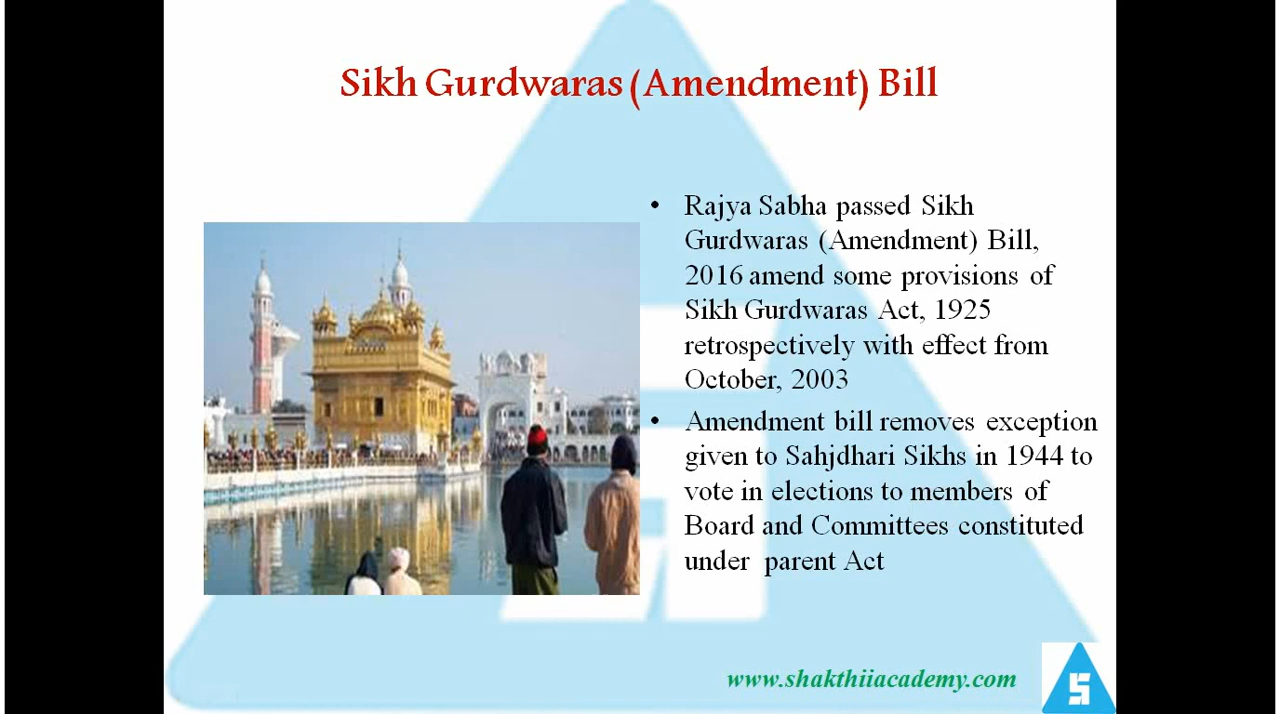 Sikh Gurdwaras (Amendment) Bill
• Rajya Sabha passed Sikh
Gurdwaras (Amendment) Bill,
2016 amend some provisions of
Sikh Gurdwaras Act, 1925
retrospectively with effect from
October, 2003
• Amendment bill removes exception
given to Sahjdhari Sikhs in 1944 to
vote in elections to members of
Board and Committees constituted
under parent Act
www.shakthiiacademy.com
S